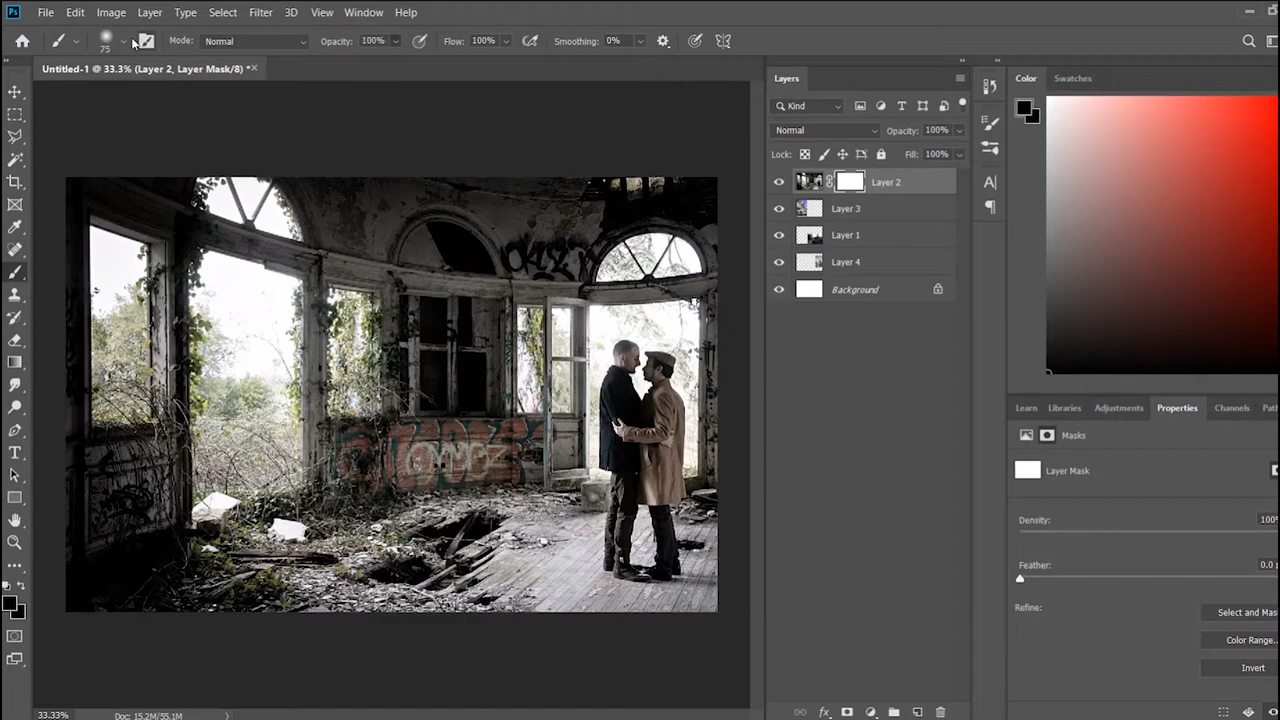 Ps File Edit Image Layer Type Select Filter 3D View Window Help
75 Mode: Normal Opacity: 100% Flow: 100% Smoothing: 0%
Untitled-1 @ 33.3% (Layer 2, Layer Mask/8) *
Layers
Kind
Normal Opacity: 100%
Lock: Fill: 100%
Layer 2
Layer 3
Layer 1
Layer 4
Background
fx
Color Swatches
Learn Libraries Adjustments Properties Channels Pat
Masks
Layer Mask
Density: 100%
Feather: 0.0 p
Refine:
Select and Mas
Color Range..
Invert
33.33% Doc: 15.2M/55.1M